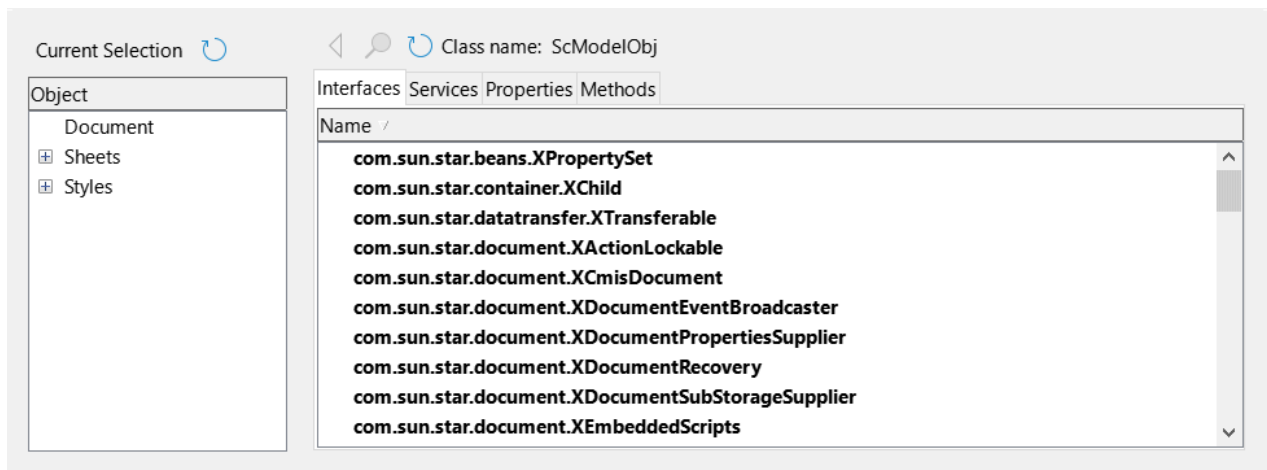 Current Selection
Class name: ScModelObj
Object
Document
Sheets
Styles
Interfaces Services Properties Methods
Name
com.sun.star.beans.XPropertySet
com.sun.star.container.XChild
com.sun.star.datatransfer.XTransferable
com.sun.star.document.XActionLockable
com.sun.star.document.XCmisDocument
com.sun.star.document.XDocumentEventBroadcaster
com.sun.star.document.XDocumentPropertiesSupplier
com.sun.star.document.XDocumentRecovery
com.sun.star.document.XDocumentSubStorageSupplier
com.sun.star.document.XEmbeddedScripts